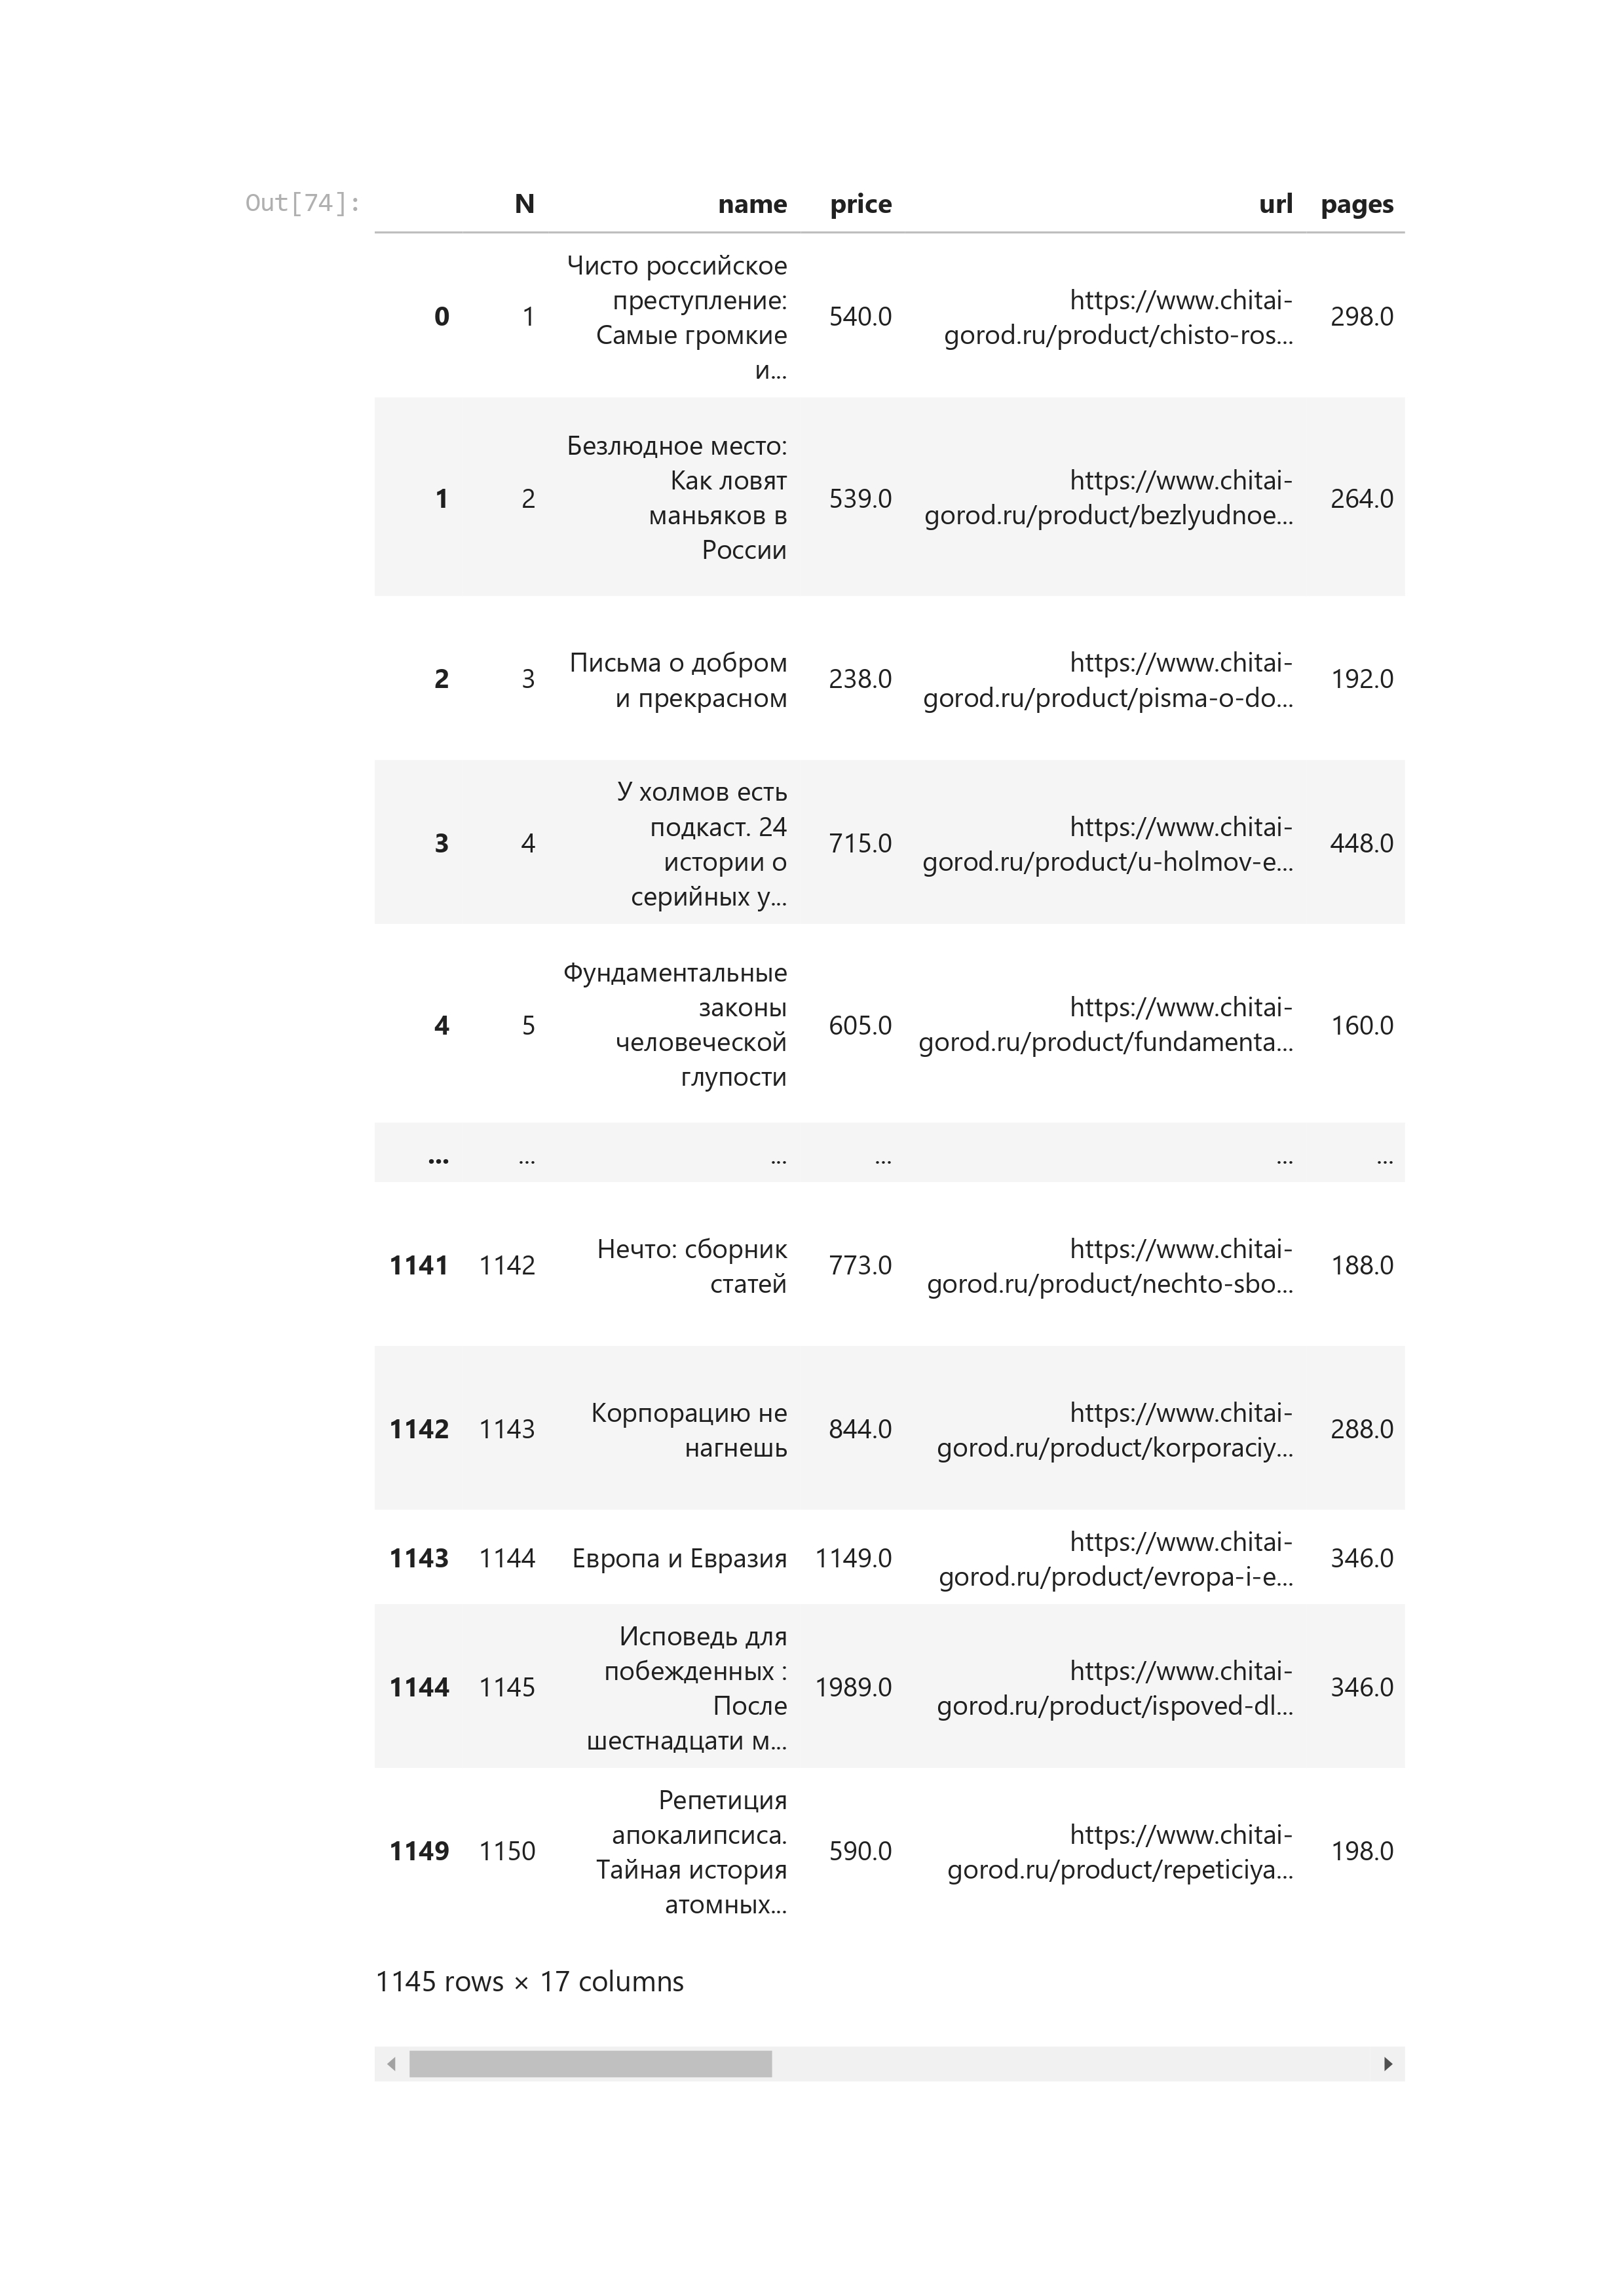 Out[74]: N name price url pages
Чисто российское
преступление:
Самые громкие
и...
0 1 540.0 298.0
https://www.chitai-
gorod.ru/product/chisto-ros...
Безлюдное место:
Как ловят
маньяков в
России
1 2 539.0 264.0
https://www.chitai-
gorod.ru/product/bezlyudnoe...
Письма о добром
и прекрасном
2 3 238.0 192.0
https://www.chitai-
gorod.ru/product/pisma-o-do...
У холмов есть
подкаст. 24
истории о
серийных у...
3 4 715.0 448.0
https://www.chitai-
gorod.ru/product/u-holmov-e...
Фундаментальные
законы
человеческой
глупости
4 5 605.0 160.0
https://www.chitai-
gorod.ru/product/fundamenta...
... ... ... ... ... ...
Нечто: сборник
статей
1141 1142 773.0 188.0
https://www.chitai-
gorod.ru/product/nechto-sbo...
Корпорацию не
нагнешь
1142 1143 844.0 288.0
https://www.chitai-
gorod.ru/product/korporaciy...
1143 1144 Европа и Евразия 1149.0 346.0
https://www.chitai-
gorod.ru/product/evropa-i-e...
Исповедь для
побежденных :
После
шестнадцати м...
1144 1145 1989.0 346.0
https://www.chitai-
gorod.ru/product/ispoved-dl...
Репетиция
апокалипсиса.
Тайная история
атомных...
1149 1150 590.0 198.0
https://www.chitai-
gorod.ru/product/repeticiya...
1145 rows × 17 columns